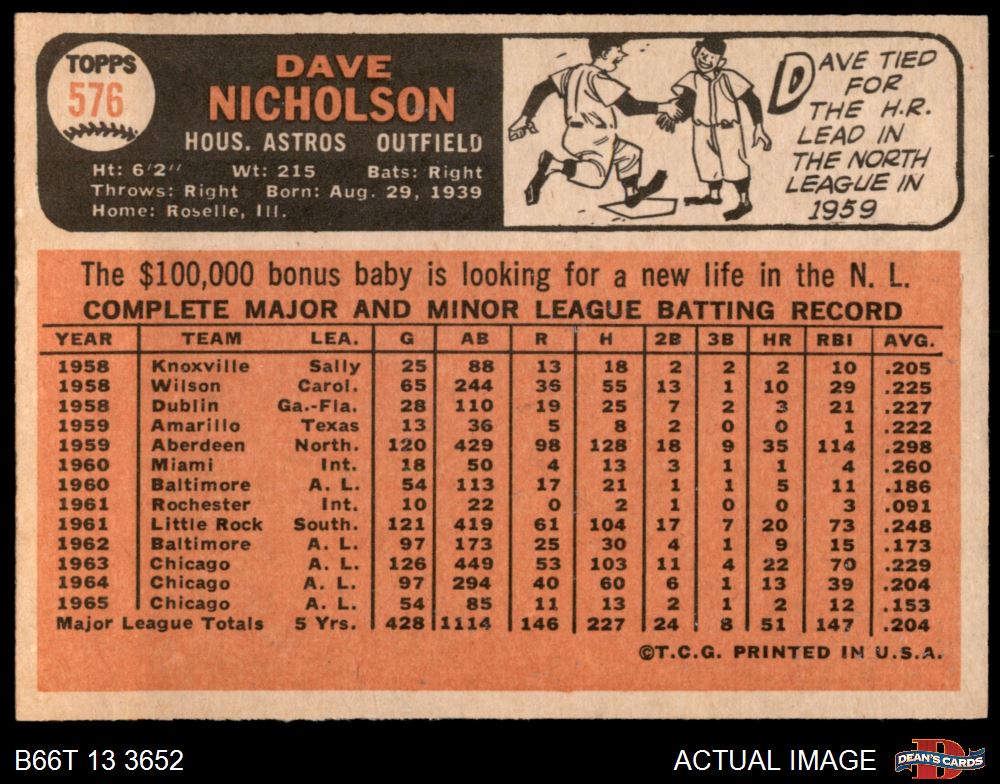 TOPPS
576
DAVE
NICHOLSON
HOUS. ASTROS OUTFIELD
Ht: 6'2" Wt: 215 Bats: Right
Throws: Right Born: Aug. 29, 1939
Home: Roselle, Ill.
DAVE TIED
FOR
THE H.R.
LEAD IN
THE NORTH
LEAGUE IN
1959
The $100,000 bonus baby is looking for a new life in the N. L.
COMPLETE MAJOR AND MINOR LEAGUE BATTING RECORD
YEAR TEAM LEA. G AB R H 2B 3B HR RBI AVG.
1958 Knoxville Sally 25 88 13 18 2 2 2 10 .205
1958 Wilson Carol. 65 244 36 55 13 1 10 29 .225
1958 Dublin Ga.-Fla. 28 110 19 25 7 2 3 21 .227
1959 Amarillo Texas 13 36 5 8 2 0 0 1 .222
1959 Aberdeen North. 120 429 98 128 18 9 35 114 .298
1960 Miami Int. 18 50 4 13 3 1 1 4 .260
1960 Baltimore A. L. 54 113 17 21 1 1 5 11 .186
1961 Rochester Int. 10 22 0 2 1 0 0 3 .091
1961 Little Rock South. 121 419 61 104 17 7 20 73 .248
1962 Baltimore A. L. 97 173 25 30 4 1 9 15 .173
1963 Chicago A. L. 126 449 53 103 11 4 22 70 .229
1964 Chicago A. L. 97 294 40 60 6 1 13 39 .204
1965 Chicago A. L. 54 85 11 13 2 1 2 12 .153
Major League Totals 5 Yrs. 428 1114 146 227 24 8 51 147 .204
©T.C.G. PRINTED IN U.S.A.
B66T 13 3652
ACTUAL IMAGE
DEAN'S CARDS